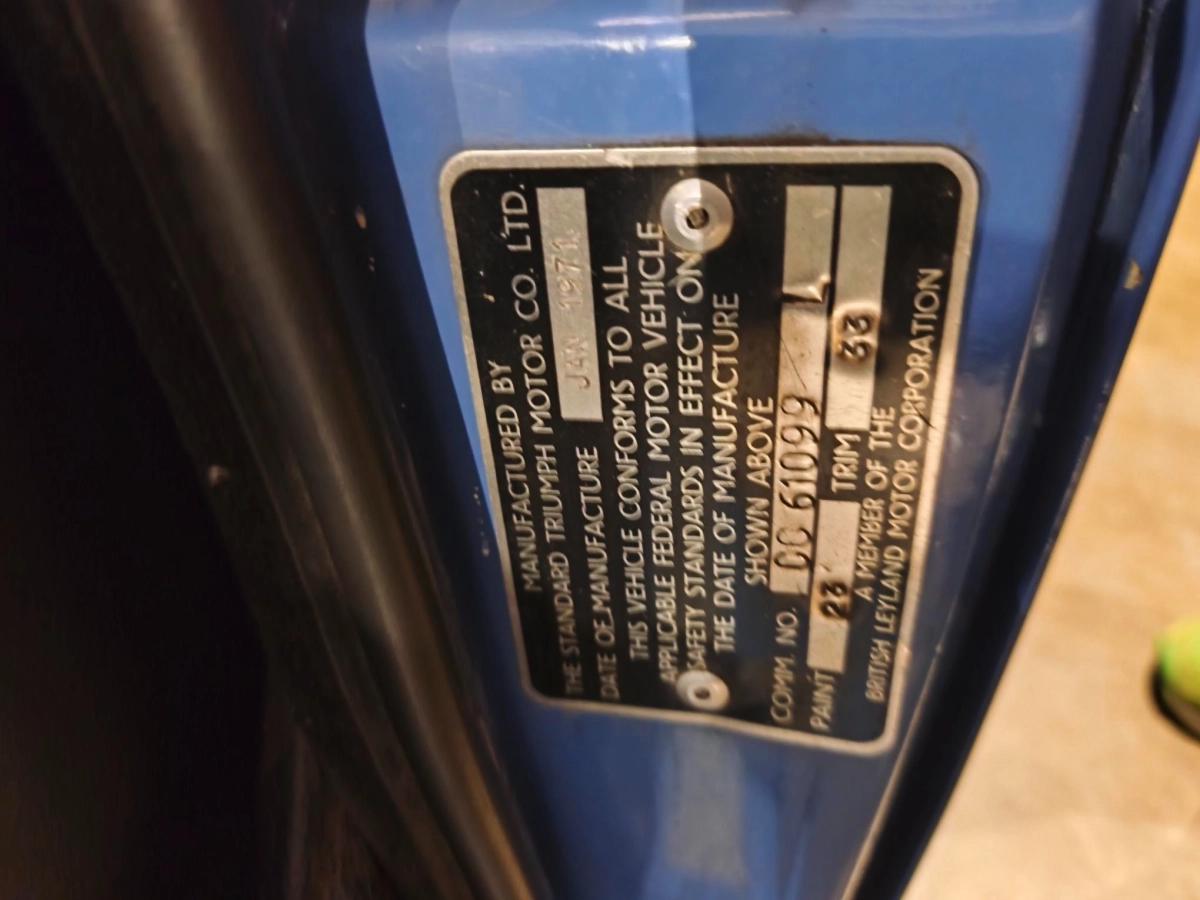 MANUFACTURED BY
THE STANDARD TRIUMPH MOTOR CO. LTD.
DATE OF MANUFACTURE JAN 1971
THIS VEHICLE CONFORMS TO ALL
APPLICABLE FEDERAL MOTOR VEHICLE
SAFETY STANDARDS IN EFFECT ON
THE DATE OF MANUFACTURE
SHOWN ABOVE
COMM. NO. DC 61099 L
PAINT 23 TRIM 33
A MEMBER OF THE
BRITISH LEYLAND MOTOR CORPORATION